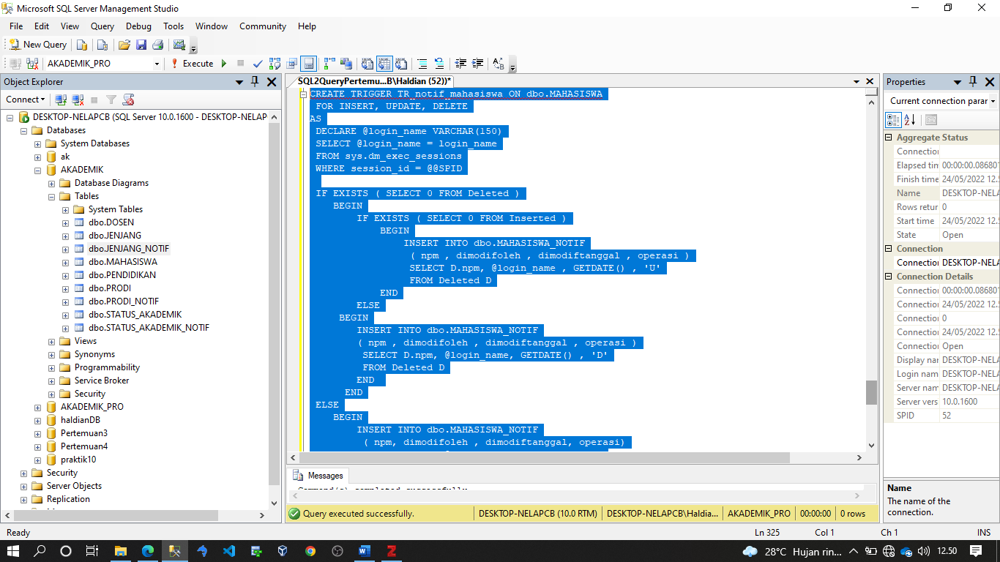 Microsoft SQL Server Management Studio
File Edit View Query Debug Tools Window Community Help
New Query
AKADEMIK_PRO Execute
Object Explorer
Connect
DESKTOP-NELAPCB (SQL Server 10.0.1600 - DESKTOP-NELAP
Databases
System Databases
ak
AKADEMIK
Database Diagrams
Tables
System Tables
dbo.DOSEN
dbo.JENJANG
dbo.JENJANG_NOTIF
dbo.MAHASISWA
dbo.PENDIDIKAN
dbo.PRODI
dbo.PRODI_NOTIF
dbo.STATUS_AKADEMIK
dbo.STATUS_AKADEMIK_NOTIF
Views
Synonyms
Programmability
Service Broker
Security
AKADEMIK_PRO
haldianDB
Pertemuan3
Pertemuan4
praktik10
Security
Server Objects
Replication
SQL2QueryPertemu...B\Haldian (52))*
CREATE TRIGGER TR_notif_mahasiswa ON dbo.MAHASISWA
FOR INSERT, UPDATE, DELETE
AS
DECLARE @login_name VARCHAR(150)
SELECT @login_name = login_name
FROM sys.dm_exec_sessions
WHERE session_id = @@SPID
IF EXISTS ( SELECT 0 FROM Deleted )
BEGIN
IF EXISTS ( SELECT 0 FROM Inserted )
BEGIN
INSERT INTO dbo.MAHASISWA_NOTIF
( npm , dimodifoleh , dimodiftanggal , operasi )
SELECT D.npm, @login_name , GETDATE() , 'U'
FROM Deleted D
END
ELSE
BEGIN
INSERT INTO dbo.MAHASISWA_NOTIF
( npm , dimodifoleh , dimodiftanggal , operasi )
SELECT D.npm, @login_name, GETDATE() , 'D'
FROM Deleted D
END
END
ELSE
BEGIN
INSERT INTO dbo.MAHASISWA_NOTIF
( npm, dimodifoleh , dimodiftanggal, operasi)
Messages
Command(s) completed successfully.
Query executed successfully. DESKTOP-NELAPCB (10.0 RTM) DESKTOP-NELAPCB\Haldia... AKADEMIK_PRO 00:00:00 0 rows
Properties
Current connection parar
Aggregate Status
Connection
Elapsed tim 00:00:00.086801
Finish time 24/05/2022 12.5
Name DESKTOP-NELA
Rows retur 0
Start time 24/05/2022 12.5
State Open
Connection
Connection DESKTOP-NELA
Connection Details
Connection 00:00:00.086801
Connection 24/05/2022 12.5
Connection 0
Connection 24/05/2022 12.5
Connection Open
Display nar DESKTOP-NELA
Login nam DESKTOP-NELA
Server nam DESKTOP-NELA
Server vers 10.0.1600
SPID 52
Name
The name of the
connection.
Ready Ln 325 Col 1 Ch 1 INS
28°C Hujan rin... 12.50